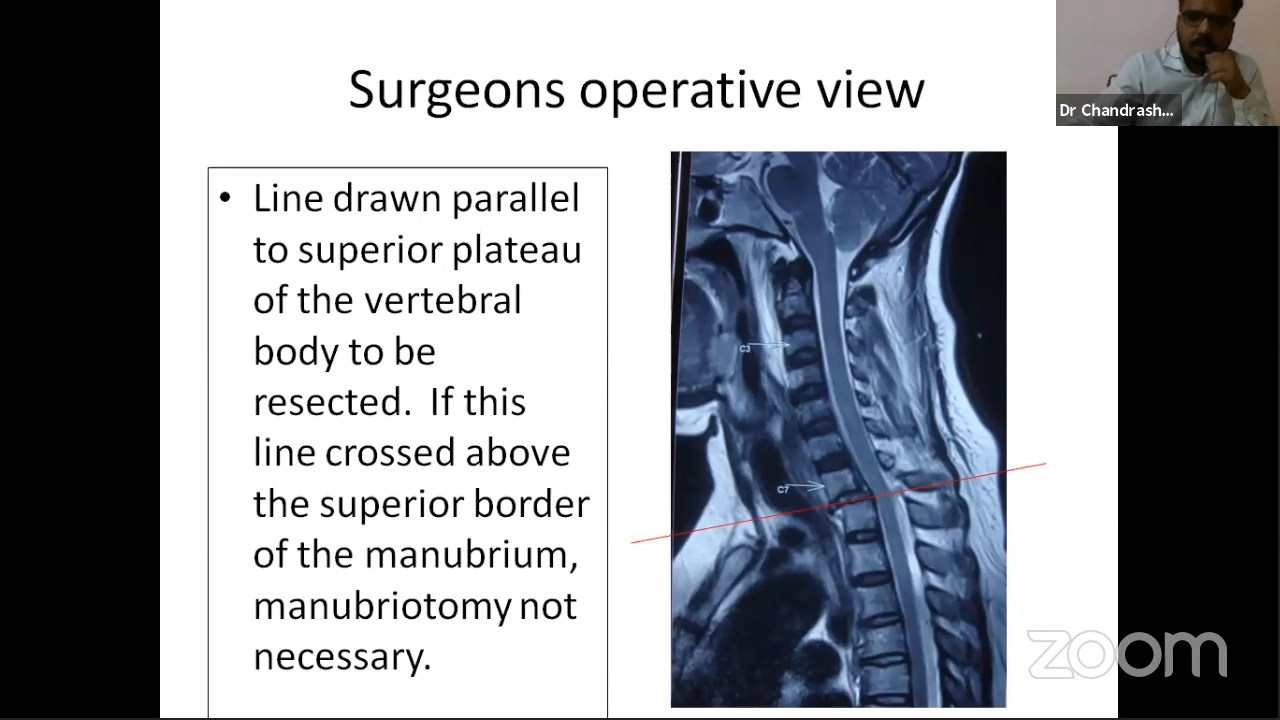 Surgeons operative view
Dr Chandrash...
• Line drawn parallel
to superior plateau
of the vertebral
body to be
resected.  If this
line crossed above
the superior border
of the manubrium,
manubriotomy not
necessary.
C3
C7
zoom